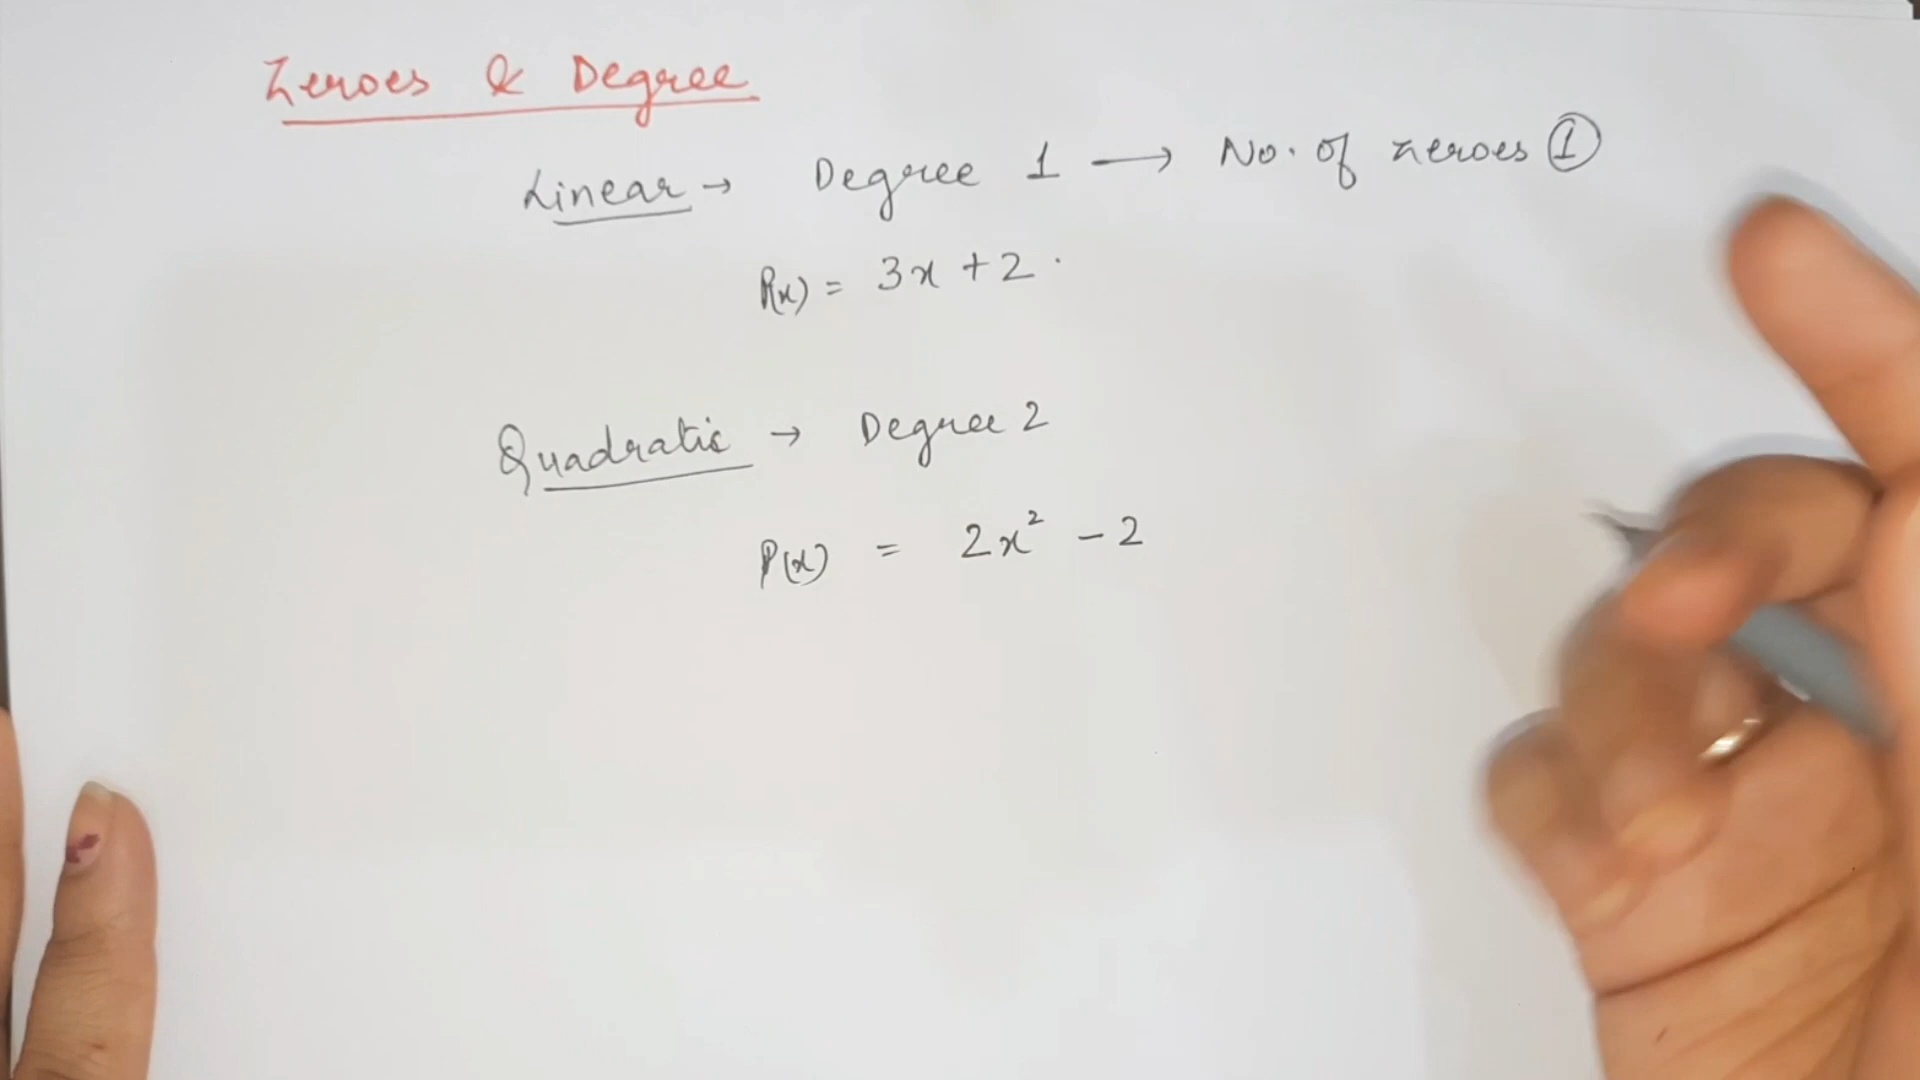 Zeroes & Degree
Linear → Degree 1 → No. of zeroes ①
P(x) = 3x + 2 .
Quadratic → Degree 2
P(x) = 2x² - 2